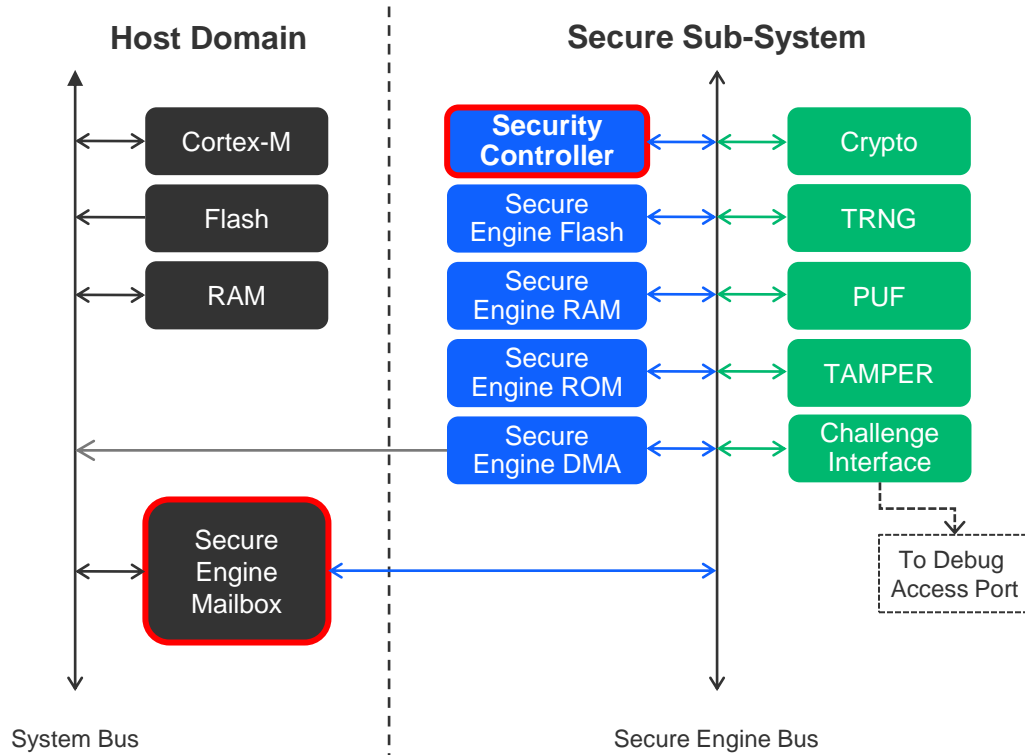 Host Domain
Secure Sub-System
Cortex-M
Flash
RAM
Secure
Engine
Mailbox
Security
Controller
Secure
Engine Flash
Secure
Engine RAM
Secure
Engine ROM
Secure
Engine DMA
Crypto
TRNG
PUF
TAMPER
Challenge
Interface
To Debug
Access Port
System Bus
Secure Engine Bus